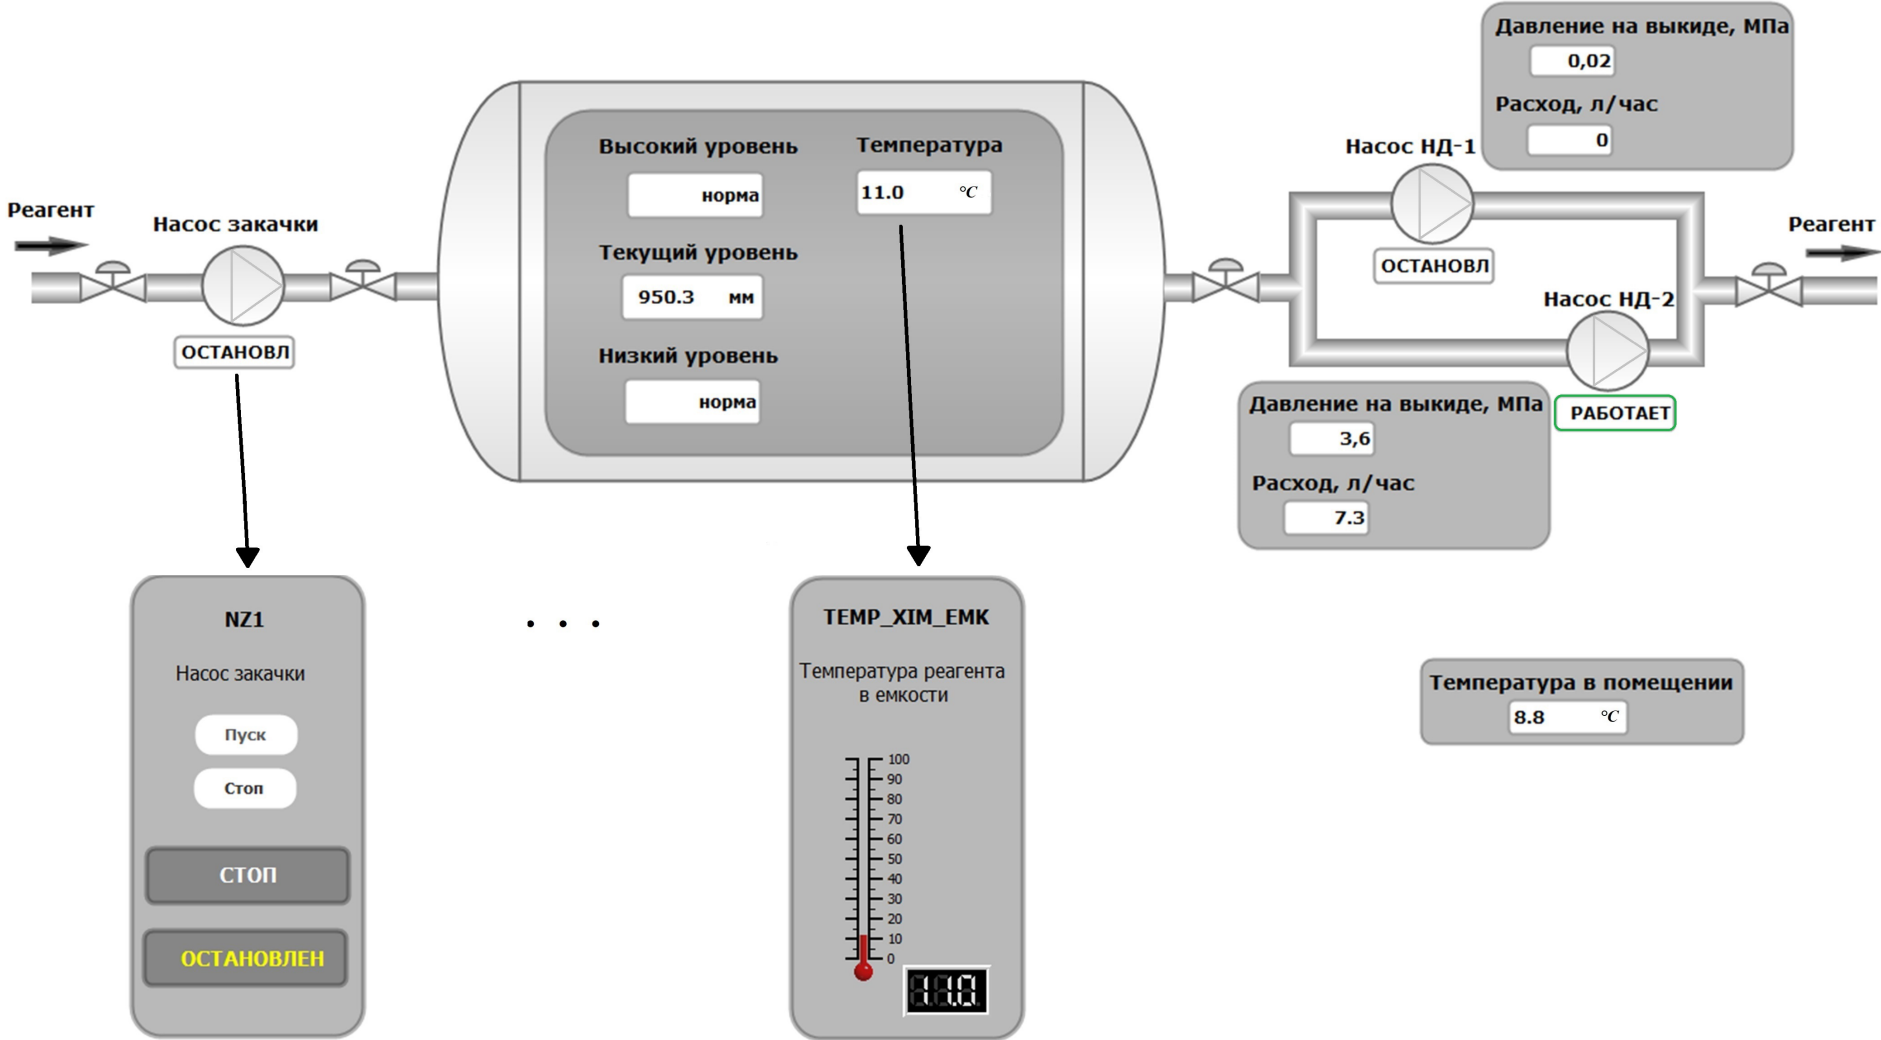 Давление на выкиде, МПа
0,02
Расход, л/час
0
Насос НД-1
ОСТАНОВЛ
Реагент
Насос закачки
ОСТАНОВЛ
Высокий уровень
норма
Температура
11.0 °C
Текущий уровень
950.3 мм
Низкий уровень
норма
Реагент
Насос НД-2
РАБОТАЕТ
Давление на выкиде, МПа
3,6
Расход, л/час
7.3
NZ1
Насос закачки
Пуск
Стоп
СТОП
ОСТАНОВЛЕН
. . .
TEMP_XIM_EMK
Температура реагента
в емкости
100
90
80
70
60
50
40
30
20
10
0
11.0
Температура в помещении
8.8 °C